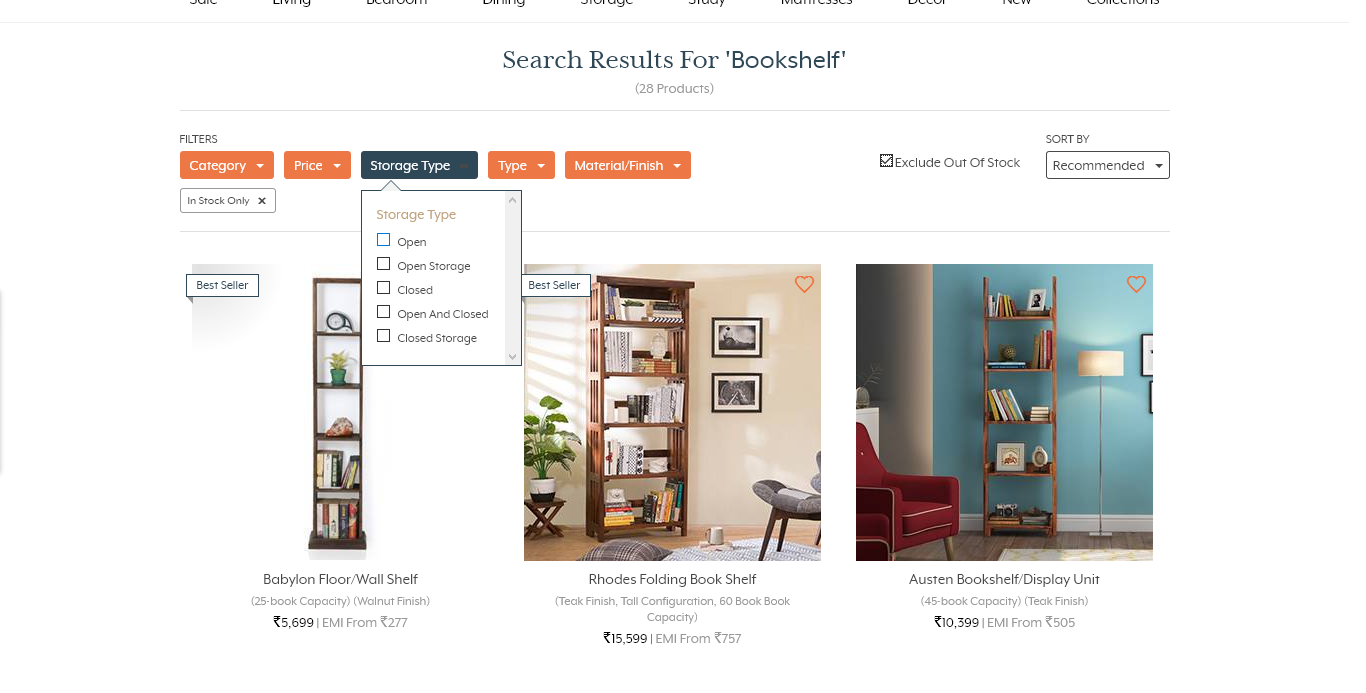 Sale Living Bedroom Dining Storage Study Mattresses Decor New Collections
Search Results For 'Bookshelf'
(28 Products)
FILTERS
SORT BY
Category Price Storage Type Type Material/Finish
Exclude Out Of Stock
Recommended
In Stock Only ✕
Storage Type
Open
Open Storage
Closed
Open And Closed
Closed Storage
Best Seller
Best Seller
Babylon Floor/Wall Shelf
(25-book Capacity) (Walnut Finish)
₹5,699 | EMI From ₹277
Rhodes Folding Book Shelf
(Teak Finish, Tall Configuration, 60 Book Book
Capacity)
₹15,599 | EMI From ₹757
Austen Bookshelf/Display Unit
(45-book Capacity) (Teak Finish)
₹10,399 | EMI From ₹505